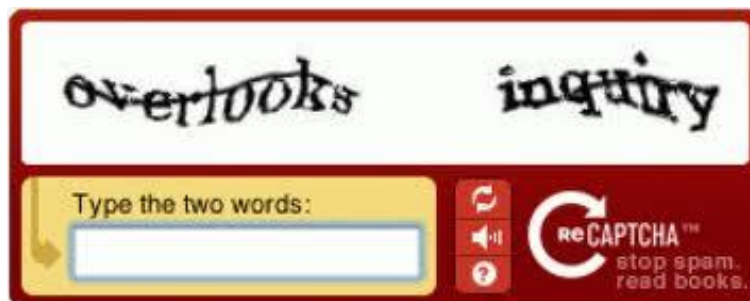 overlooks inquiry
Type the two words:
ReCAPTCHA™
stop spam.
read books.